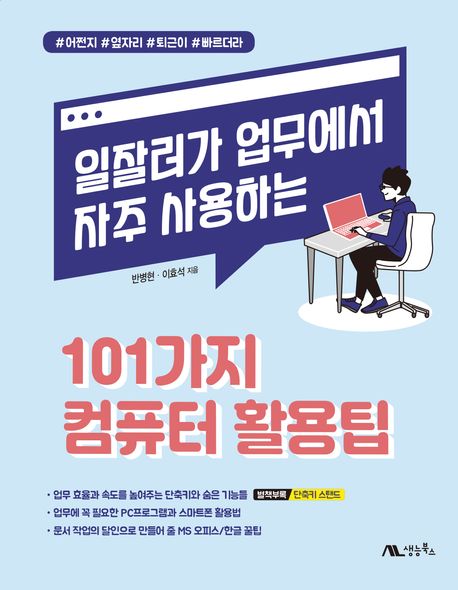 #어쩐지 #옆자리 #퇴근이 #빠르더라
일잘러가 업무에서
자주 사용하는
반병현 · 이효석 지음
101가지
컴퓨터 활용팁
• 업무 효율과 속도를 높여주는 단축키와 숨은 기능들 별책부록 / 단축키 스탠드
• 업무에 꼭 필요한 PC프로그램과 스마트폰 활용법
• 문서 작업의 달인으로 만들어 줄 MS 오피스/한글 꿀팁
생능북스